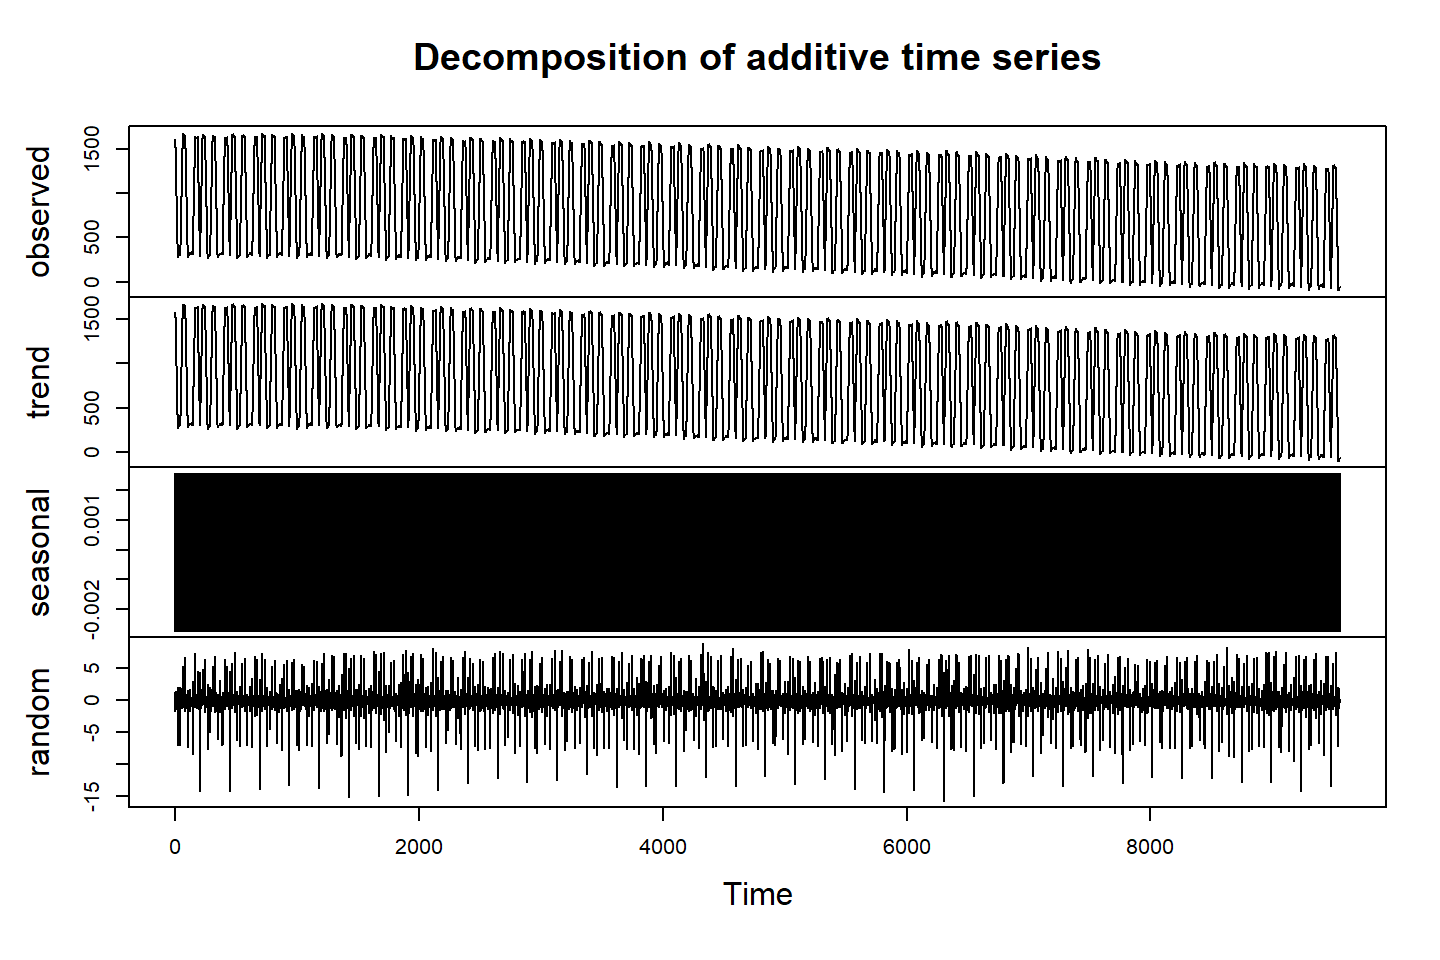 Decomposition of additive time series
observed
1500
500
0
trend
1500
500
0
seasonal
0.001
-0.002
random
5
0
-5
-15
0 2000 4000 6000 8000
Time